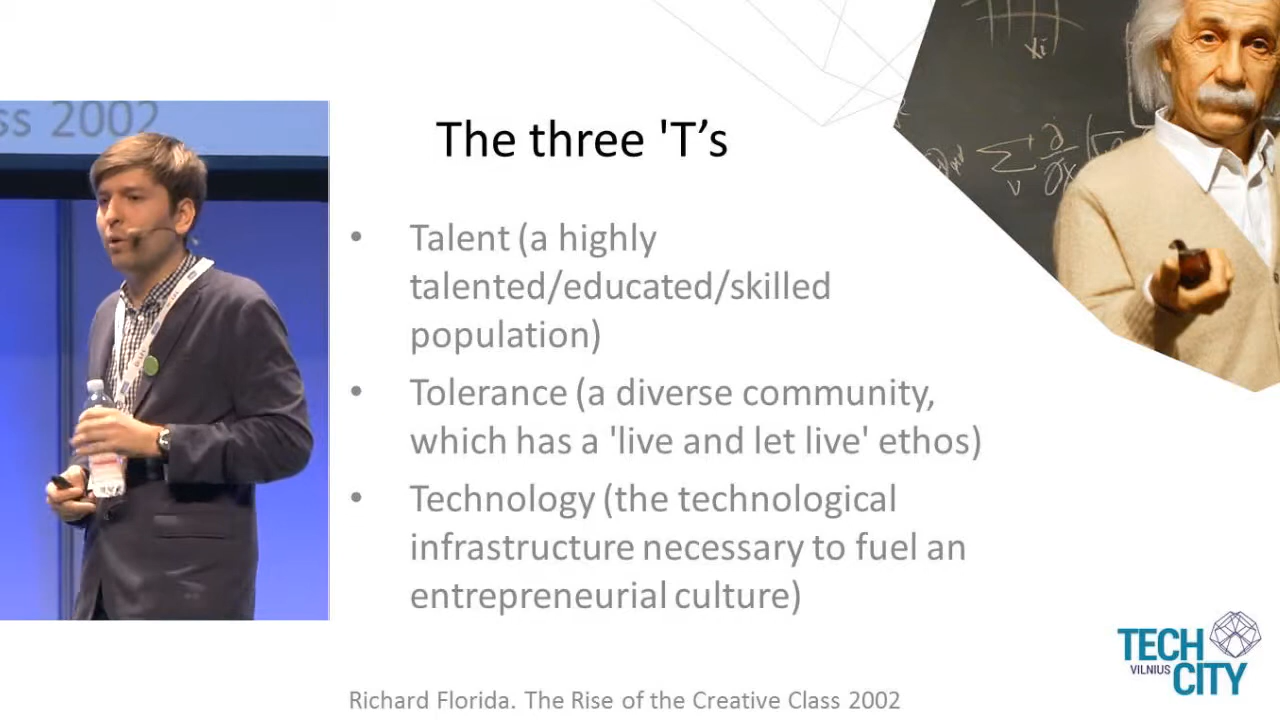 ss 2002
The three 'T’s
• Talent (a highly
talented/educated/skilled
population)
• Tolerance (a diverse community,
which has a 'live and let live' ethos)
• Technology (the technological
infrastructure necessary to fuel an
entrepreneurial culture)
TECH
VILNIUS CITY
Richard Florida. The Rise of the Creative Class 2002